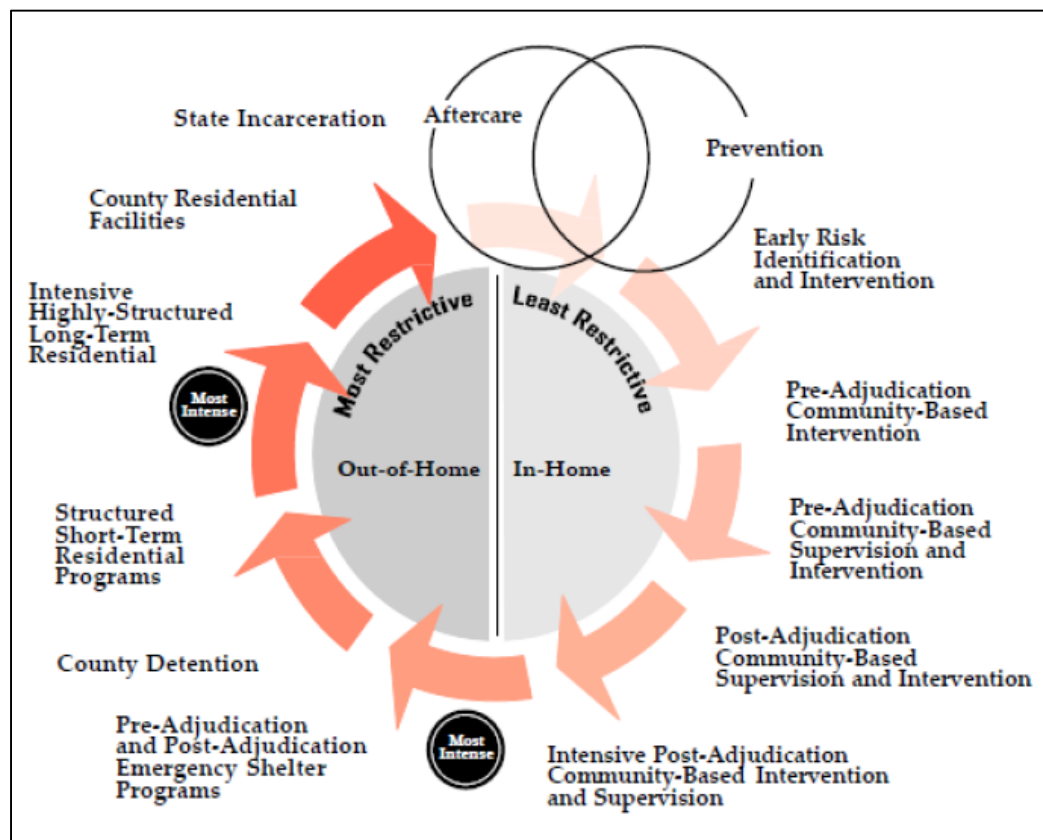 State Incarceration
Aftercare
Prevention
County Residential
Facilities
Early Risk
Identification
and Intervention
Intensive
Highly-Structured
Long-Term
Residential
Most
Intense
Most Restrictive
Least Restrictive
Pre-Adjudication
Community-Based
Intervention
Out-of-Home
In-Home
Structured
Short-Term
Residential
Programs
Pre-Adjudication
Community-Based
Supervision and
Intervention
County Detention
Post-Adjudication
Community-Based
Supervision and Intervention
Pre-Adjudication
and Post-Adjudication
Emergency Shelter
Programs
Most
Intense
Intensive Post-Adjudication
Community-Based Intervention
and Supervision